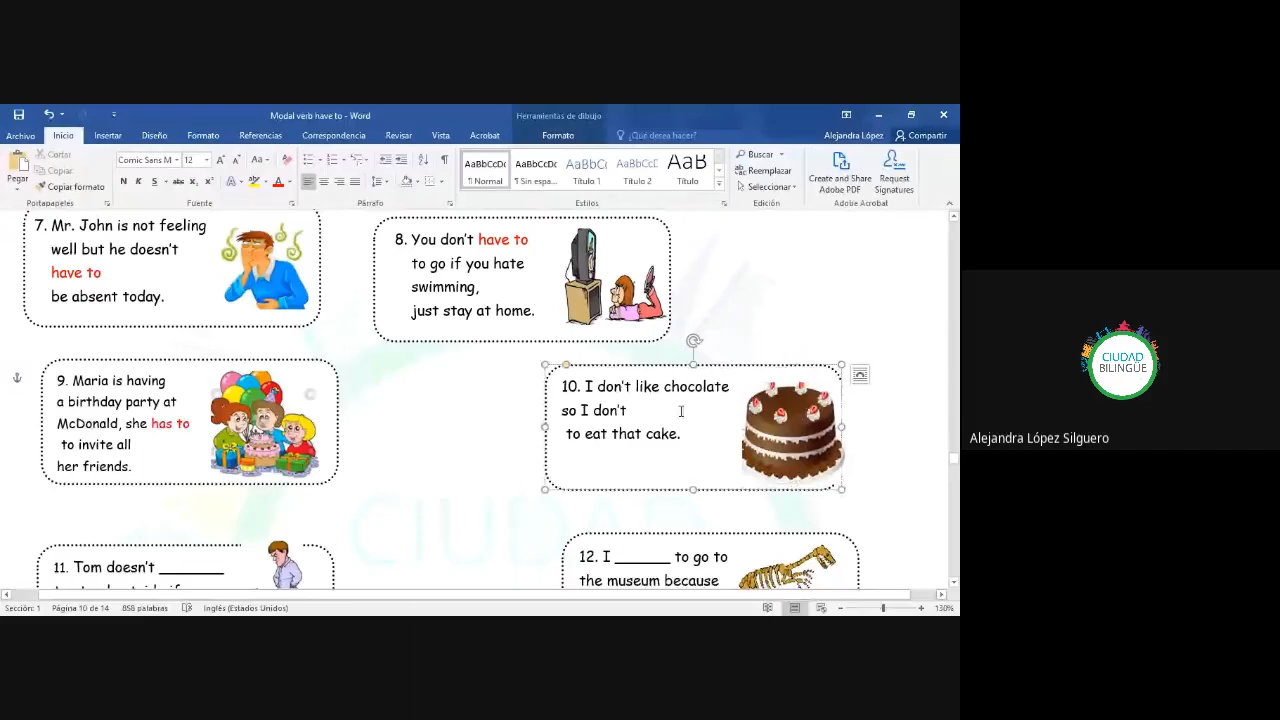 Modal verb have to - Word
Herramientas de dibujo
Archivo
Inicio
Insertar
Diseño
Formato
Referencias
Correspondencia
Revisar
Vista
Acrobat
Formato
¿Qué desea hacer?
Alejandra López
Compartir
Pegar
Cortar
Copiar
Copiar formato
Portapapeles
Comic Sans M
12
Fuente
Párrafo
AaBbCcDc
¶ Normal
AaBbCcDc
¶ Sin espa...
AaBbCc
Título 1
AaBbCcD
Título 2
AaB
Título
Estilos
Buscar
Reemplazar
Seleccionar
Edición
Create and Share
Adobe PDF
Request
Signatures
Adobe Acrobat
7. Mr. John is not feeling
well but he doesn't
have to
be absent today.
8. You don't have to
to go if you hate
swimming,
just stay at home.
9. Maria is having
a birthday party at
McDonald, she has to
to invite all
her friends.
10. I don't like chocolate
so I don't
to eat that cake.
11. Tom doesn't ________
12. I _______ to go to
the museum because
CIUDAD
Sección: 1
Página 10 de 14
858 palabras
Inglés (Estados Unidos)
130%
CIUDAD
BILINGÜE
Alejandra López Silguero